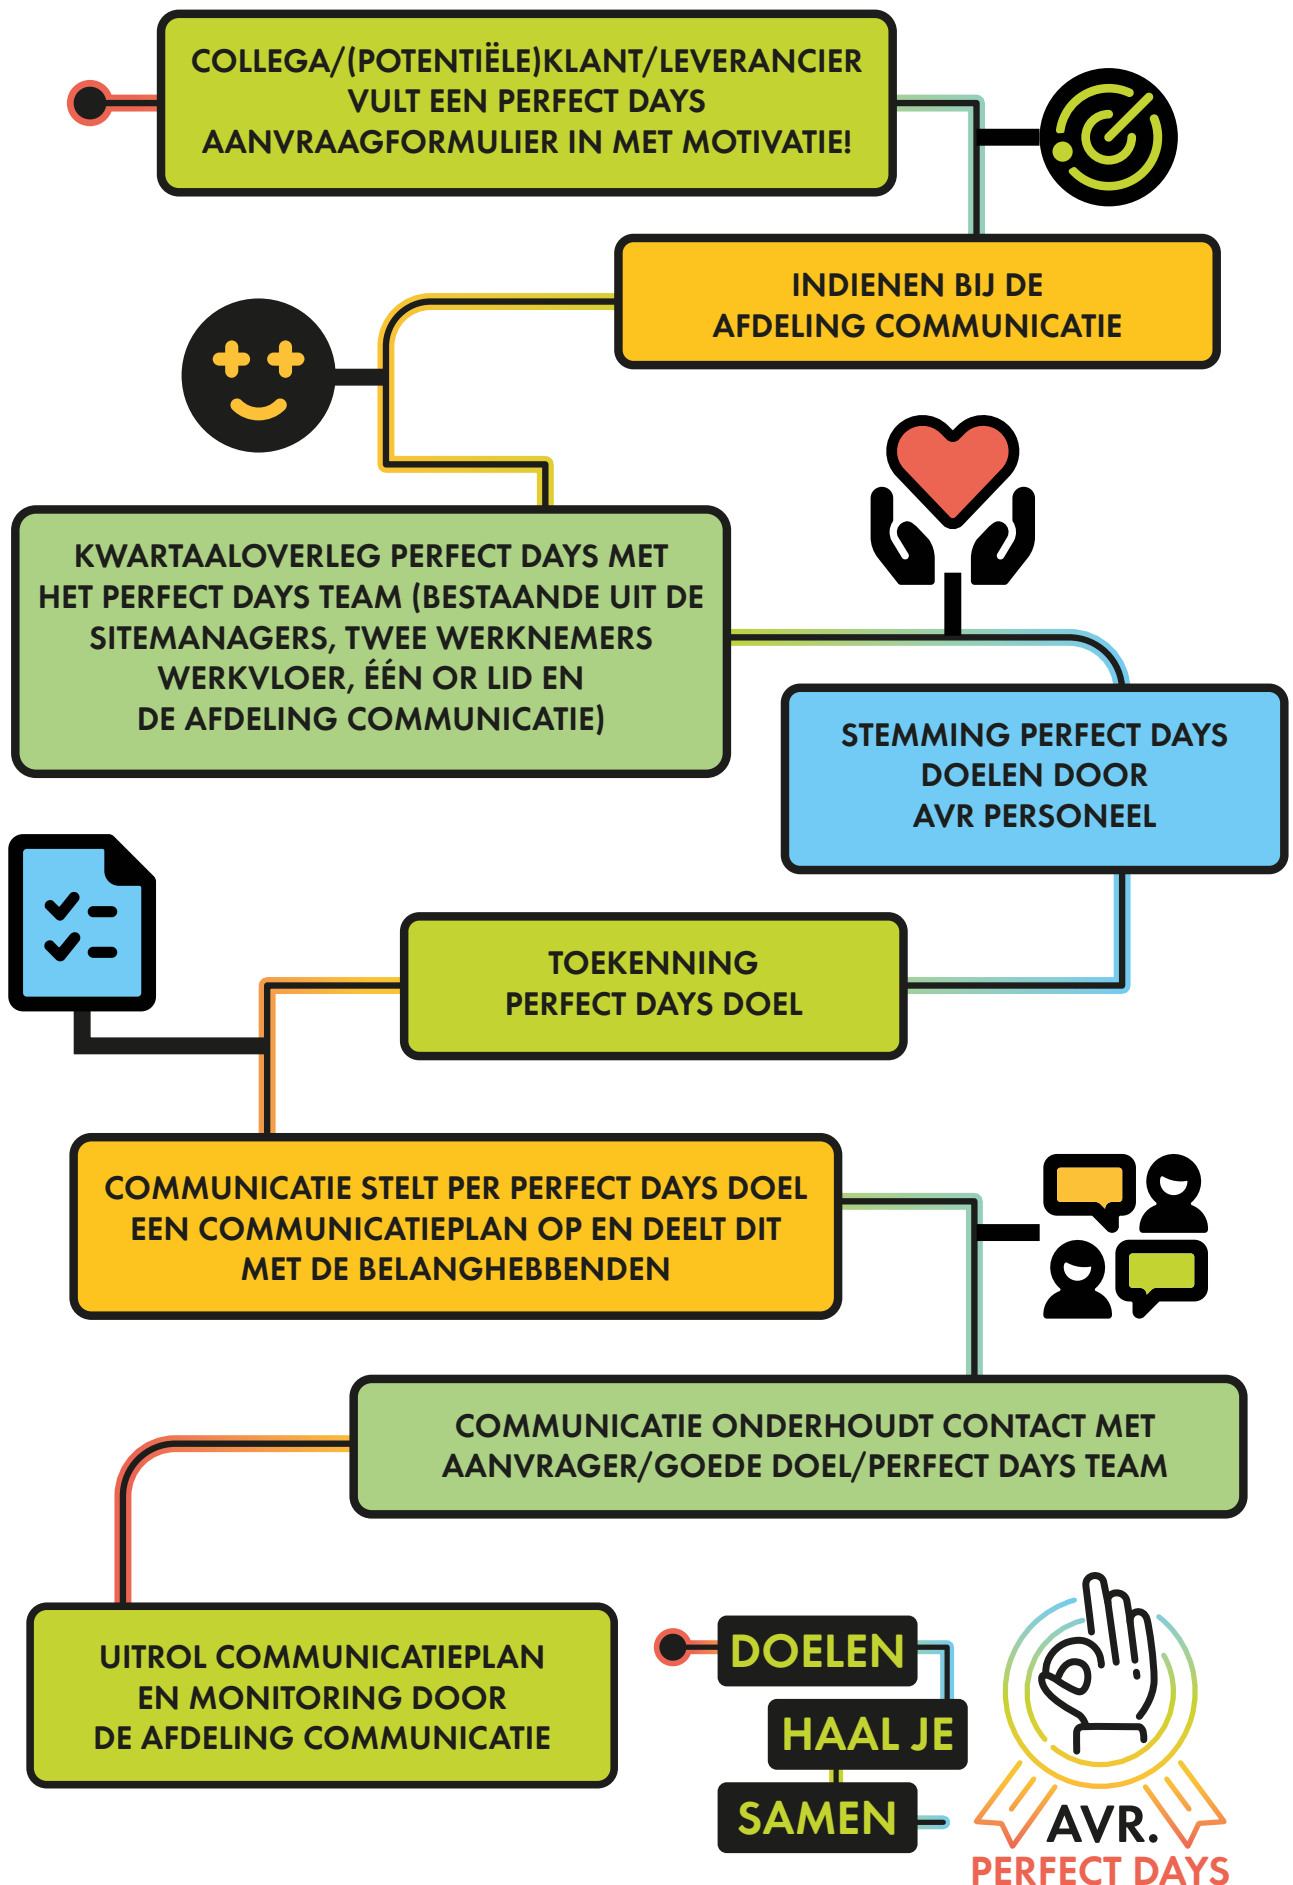 COLLEGA/(POTENTIËLE)KLANT/LEVERANCIER
VULT EEN PERFECT DAYS
AANVRAAGFORMULIER IN MET MOTIVATIE!
INDIENEN BIJ DE
AFDELING COMMUNICATIE
KWARTAALOVERLEG PERFECT DAYS MET
HET PERFECT DAYS TEAM (BESTAANDE UIT DE
SITEMANAGERS, TWEE WERKNEMERS
WERKVLOER, ÉÉN OR LID EN
DE AFDELING COMMUNICATIE)
STEMMING PERFECT DAYS
DOELEN DOOR
AVR PERSONEEL
TOEKENNING
PERFECT DAYS DOEL
COMMUNICATIE STELT PER PERFECT DAYS DOEL
EEN COMMUNICATIEPLAN OP EN DEELT DIT
MET DE BELANGHEBBENDEN
COMMUNICATIE ONDERHOUDT CONTACT MET
AANVRAGER/GOEDE DOEL/PERFECT DAYS TEAM
UITROL COMMUNICATIEPLAN
EN MONITORING DOOR
DE AFDELING COMMUNICATIE
DOELEN
HAAL JE
SAMEN
AVR.
PERFECT DAYS